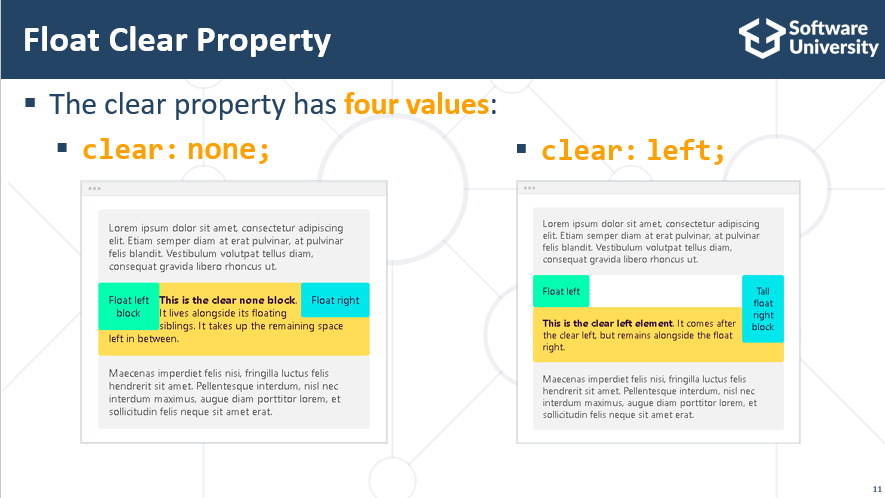 Float Clear Property
Software
University
The clear property has four values:
clear: none;
clear: left;
Lorem ipsum dolor sit amet, consectetur adipiscing
elit. Etiam semper diam at erat pulvinar, at pulvinar
felis blandit. Vestibulum volutpat tellus diam,
consequat gravida libero rhoncus ut.
Float left
block
This is the clear none block.
It lives alongside its floating
siblings. It takes up the remaining space
left in between.
Float right
Maecenas imperdiet felis nisi, fringilla luctus felis
hendrerit sit amet. Pellentesque interdum, nisl nec
interdum maximus, augue diam porttitor lorem, et
sollicitudin felis neque sit amet erat.
Lorem ipsum dolor sit amet, consectetur adipiscing
elit. Etiam semper diam at erat pulvinar, at pulvinar
felis blandit. Vestibulum volutpat tellus diam,
consequat gravida libero rhoncus ut.
Float left
Tall
float
right
block
This is the clear left element. It comes after
the clear left, but remains alongside the float
right.
Maecenas imperdiet felis nisi, fringilla luctus felis
hendrerit sit amet. Pellentesque interdum, nisl nec
interdum maximus, augue diam porttitor lorem, et
sollicitudin felis neque sit amet erat.
11